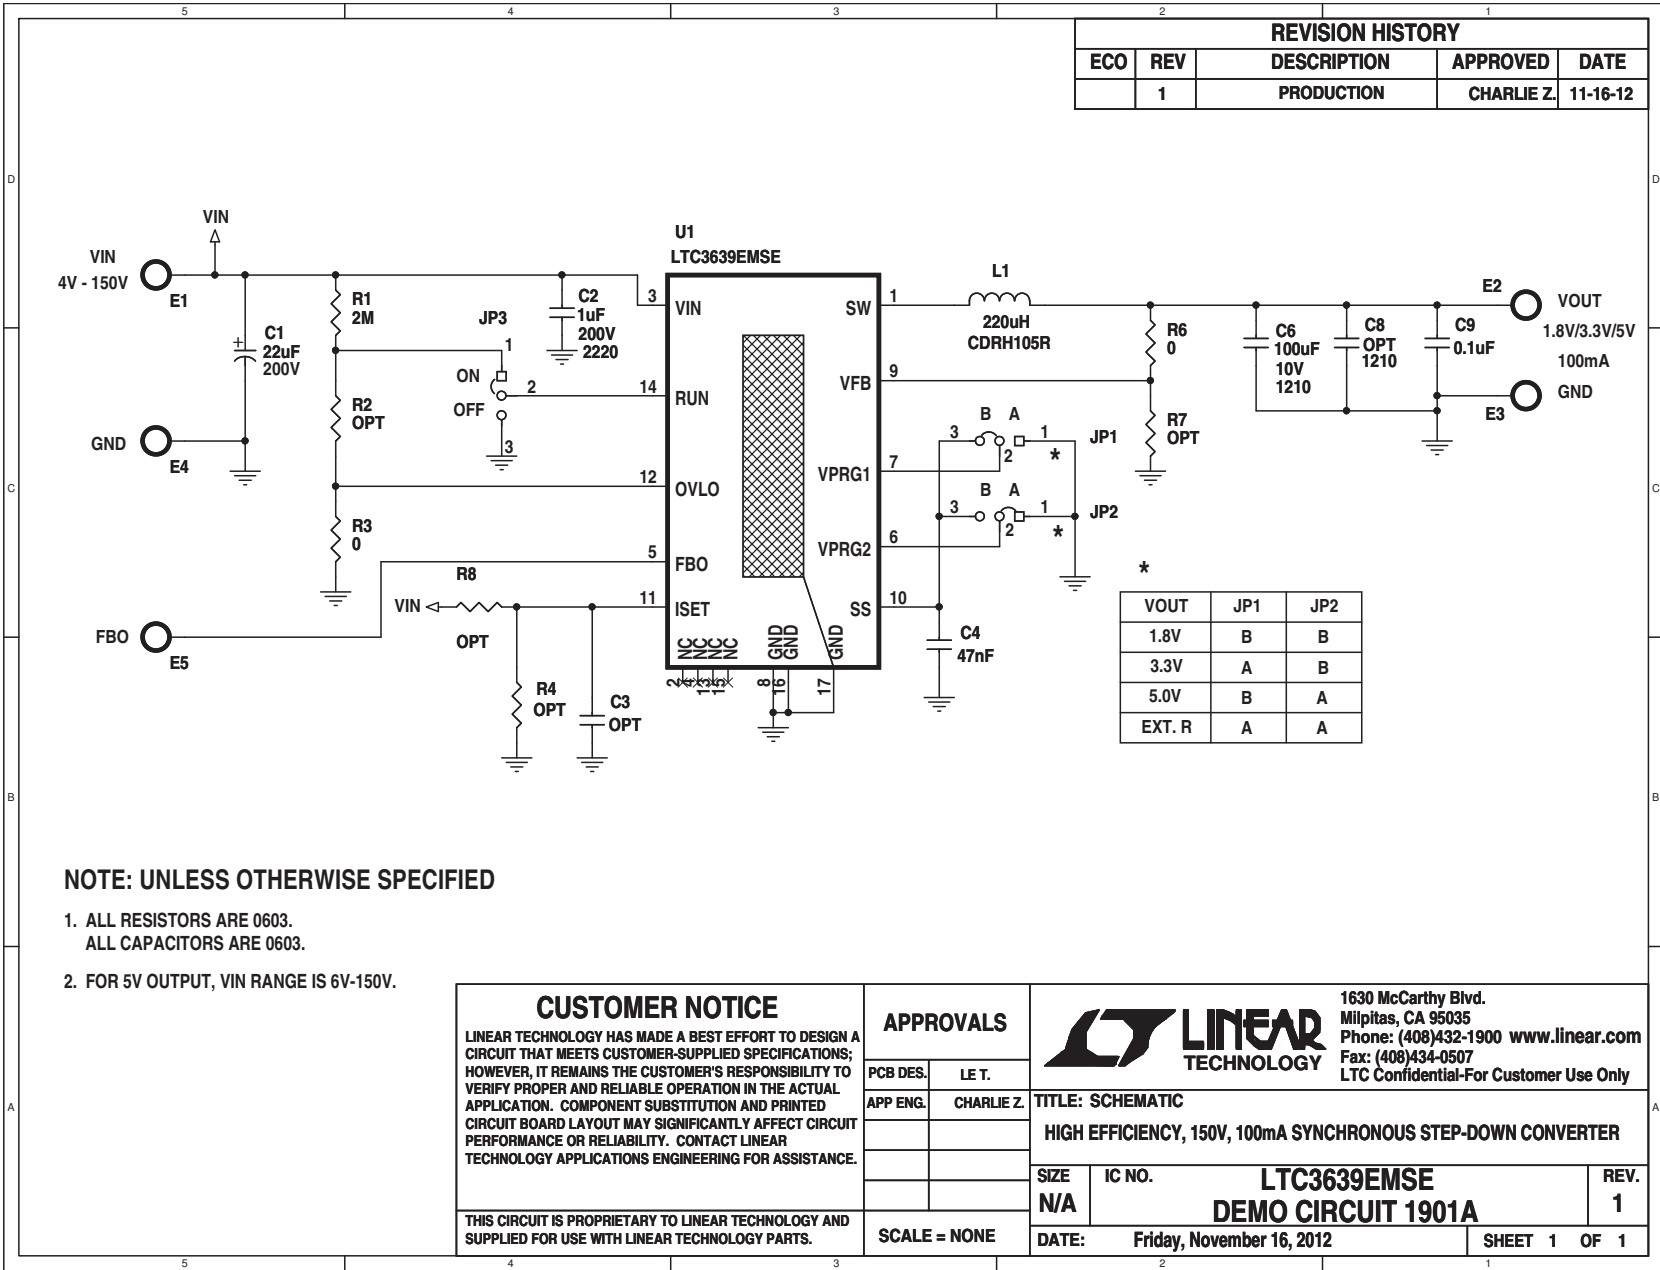 5 4 3 2 1
REVISION HISTORY
ECO REV DESCRIPTION APPROVED DATE
1 PRODUCTION CHARLIE Z. 11-16-12
D D
VIN
VIN
4V - 150V
E1
R1
2M
C1
22uF
200V
+
JP3
1
ON
2
OFF
3
C2
1uF
200V
2220
R2
OPT
GND
E4
R3
0
R8
VIN
OPT
FBO
E5
R4
OPT
C3
OPT
U1
LTC3639EMSE
3 VIN
14 RUN
12 OVLO
5 FBO
11 ISET
SW 1
VFB 9
VPRG1 7
VPRG2 6
SS 10
NC NC NC NC GND GND GND
2 4 13 15 8 16 17
L1
220uH
CDRH105R
R6
0
R7
OPT
B A
3 1 JP1
2 *
B A
3 1 JP2
2 *
C4
47nF
C6
100uF
10V
1210
C8
OPT
1210
C9
0.1uF
E2
VOUT
1.8V/3.3V/5V
100mA
GND
E3
*
VOUT JP1 JP2
1.8V B B
3.3V A B
5.0V B A
EXT. R A A
C C
B B
NOTE: UNLESS OTHERWISE SPECIFIED
1. ALL RESISTORS ARE 0603.
ALL CAPACITORS ARE 0603.
2. FOR 5V OUTPUT, VIN RANGE IS 6V-150V.
A A
CUSTOMER NOTICE
LINEAR TECHNOLOGY HAS MADE A BEST EFFORT TO DESIGN A
CIRCUIT THAT MEETS CUSTOMER-SUPPLIED SPECIFICATIONS;
HOWEVER, IT REMAINS THE CUSTOMER'S RESPONSIBILITY TO
VERIFY PROPER AND RELIABLE OPERATION IN THE ACTUAL
APPLICATION. COMPONENT SUBSTITUTION AND PRINTED
CIRCUIT BOARD LAYOUT MAY SIGNIFICANTLY AFFECT CIRCUIT
PERFORMANCE OR RELIABILITY. CONTACT LINEAR
TECHNOLOGY APPLICATIONS ENGINEERING FOR ASSISTANCE.
THIS CIRCUIT IS PROPRIETARY TO LINEAR TECHNOLOGY AND
SUPPLIED FOR USE WITH LINEAR TECHNOLOGY PARTS.
APPROVALS
PCB DES. LE T.
APP ENG. CHARLIE Z.
SCALE = NONE
LINEAR
TECHNOLOGY
1630 McCarthy Blvd.
Milpitas, CA 95035
Phone: (408)432-1900 www.linear.com
Fax: (408)434-0507
LTC Confidential-For Customer Use Only
TITLE: SCHEMATIC
HIGH EFFICIENCY, 150V, 100mA SYNCHRONOUS STEP-DOWN CONVERTER
SIZE
N/A
IC NO.
LTC3639EMSE
DEMO CIRCUIT 1901A
REV.
1
DATE: Friday, November 16, 2012
SHEET 1 OF 1
5 4 3 2 1